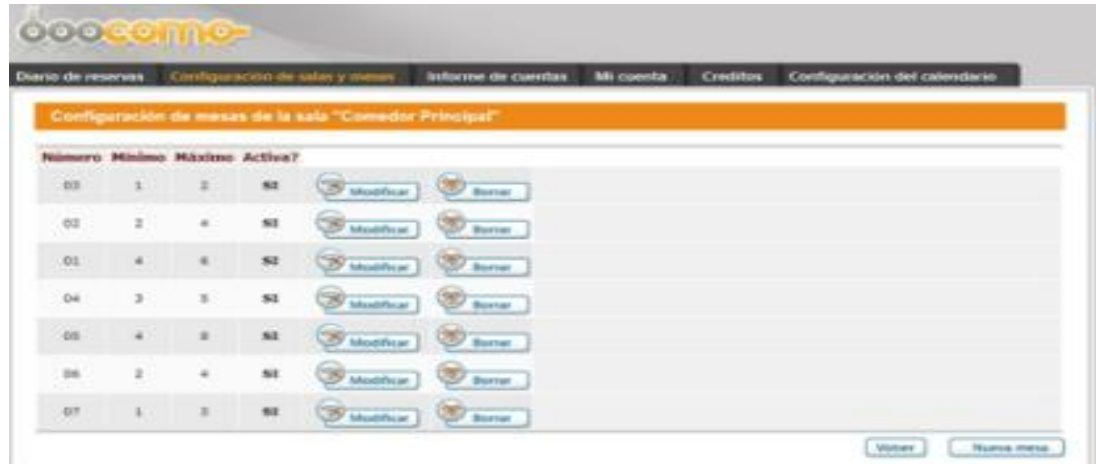 ooocomo
Diario de reservas Configuración de salas y mesas Informe de cuentas Mi cuenta Creditos Configuración del calendario
Configuración de mesas de la sala "Comedor Principal"
Número Mínimo Máximo Activa?
03 1 2 SI Modificar Borrar
02 2 4 SI Modificar Borrar
01 4 6 SI Modificar Borrar
04 3 5 SI Modificar Borrar
05 4 8 SI Modificar Borrar
06 2 4 SI Modificar Borrar
07 1 SI Modificar Borrar
Volver Nueva mesa